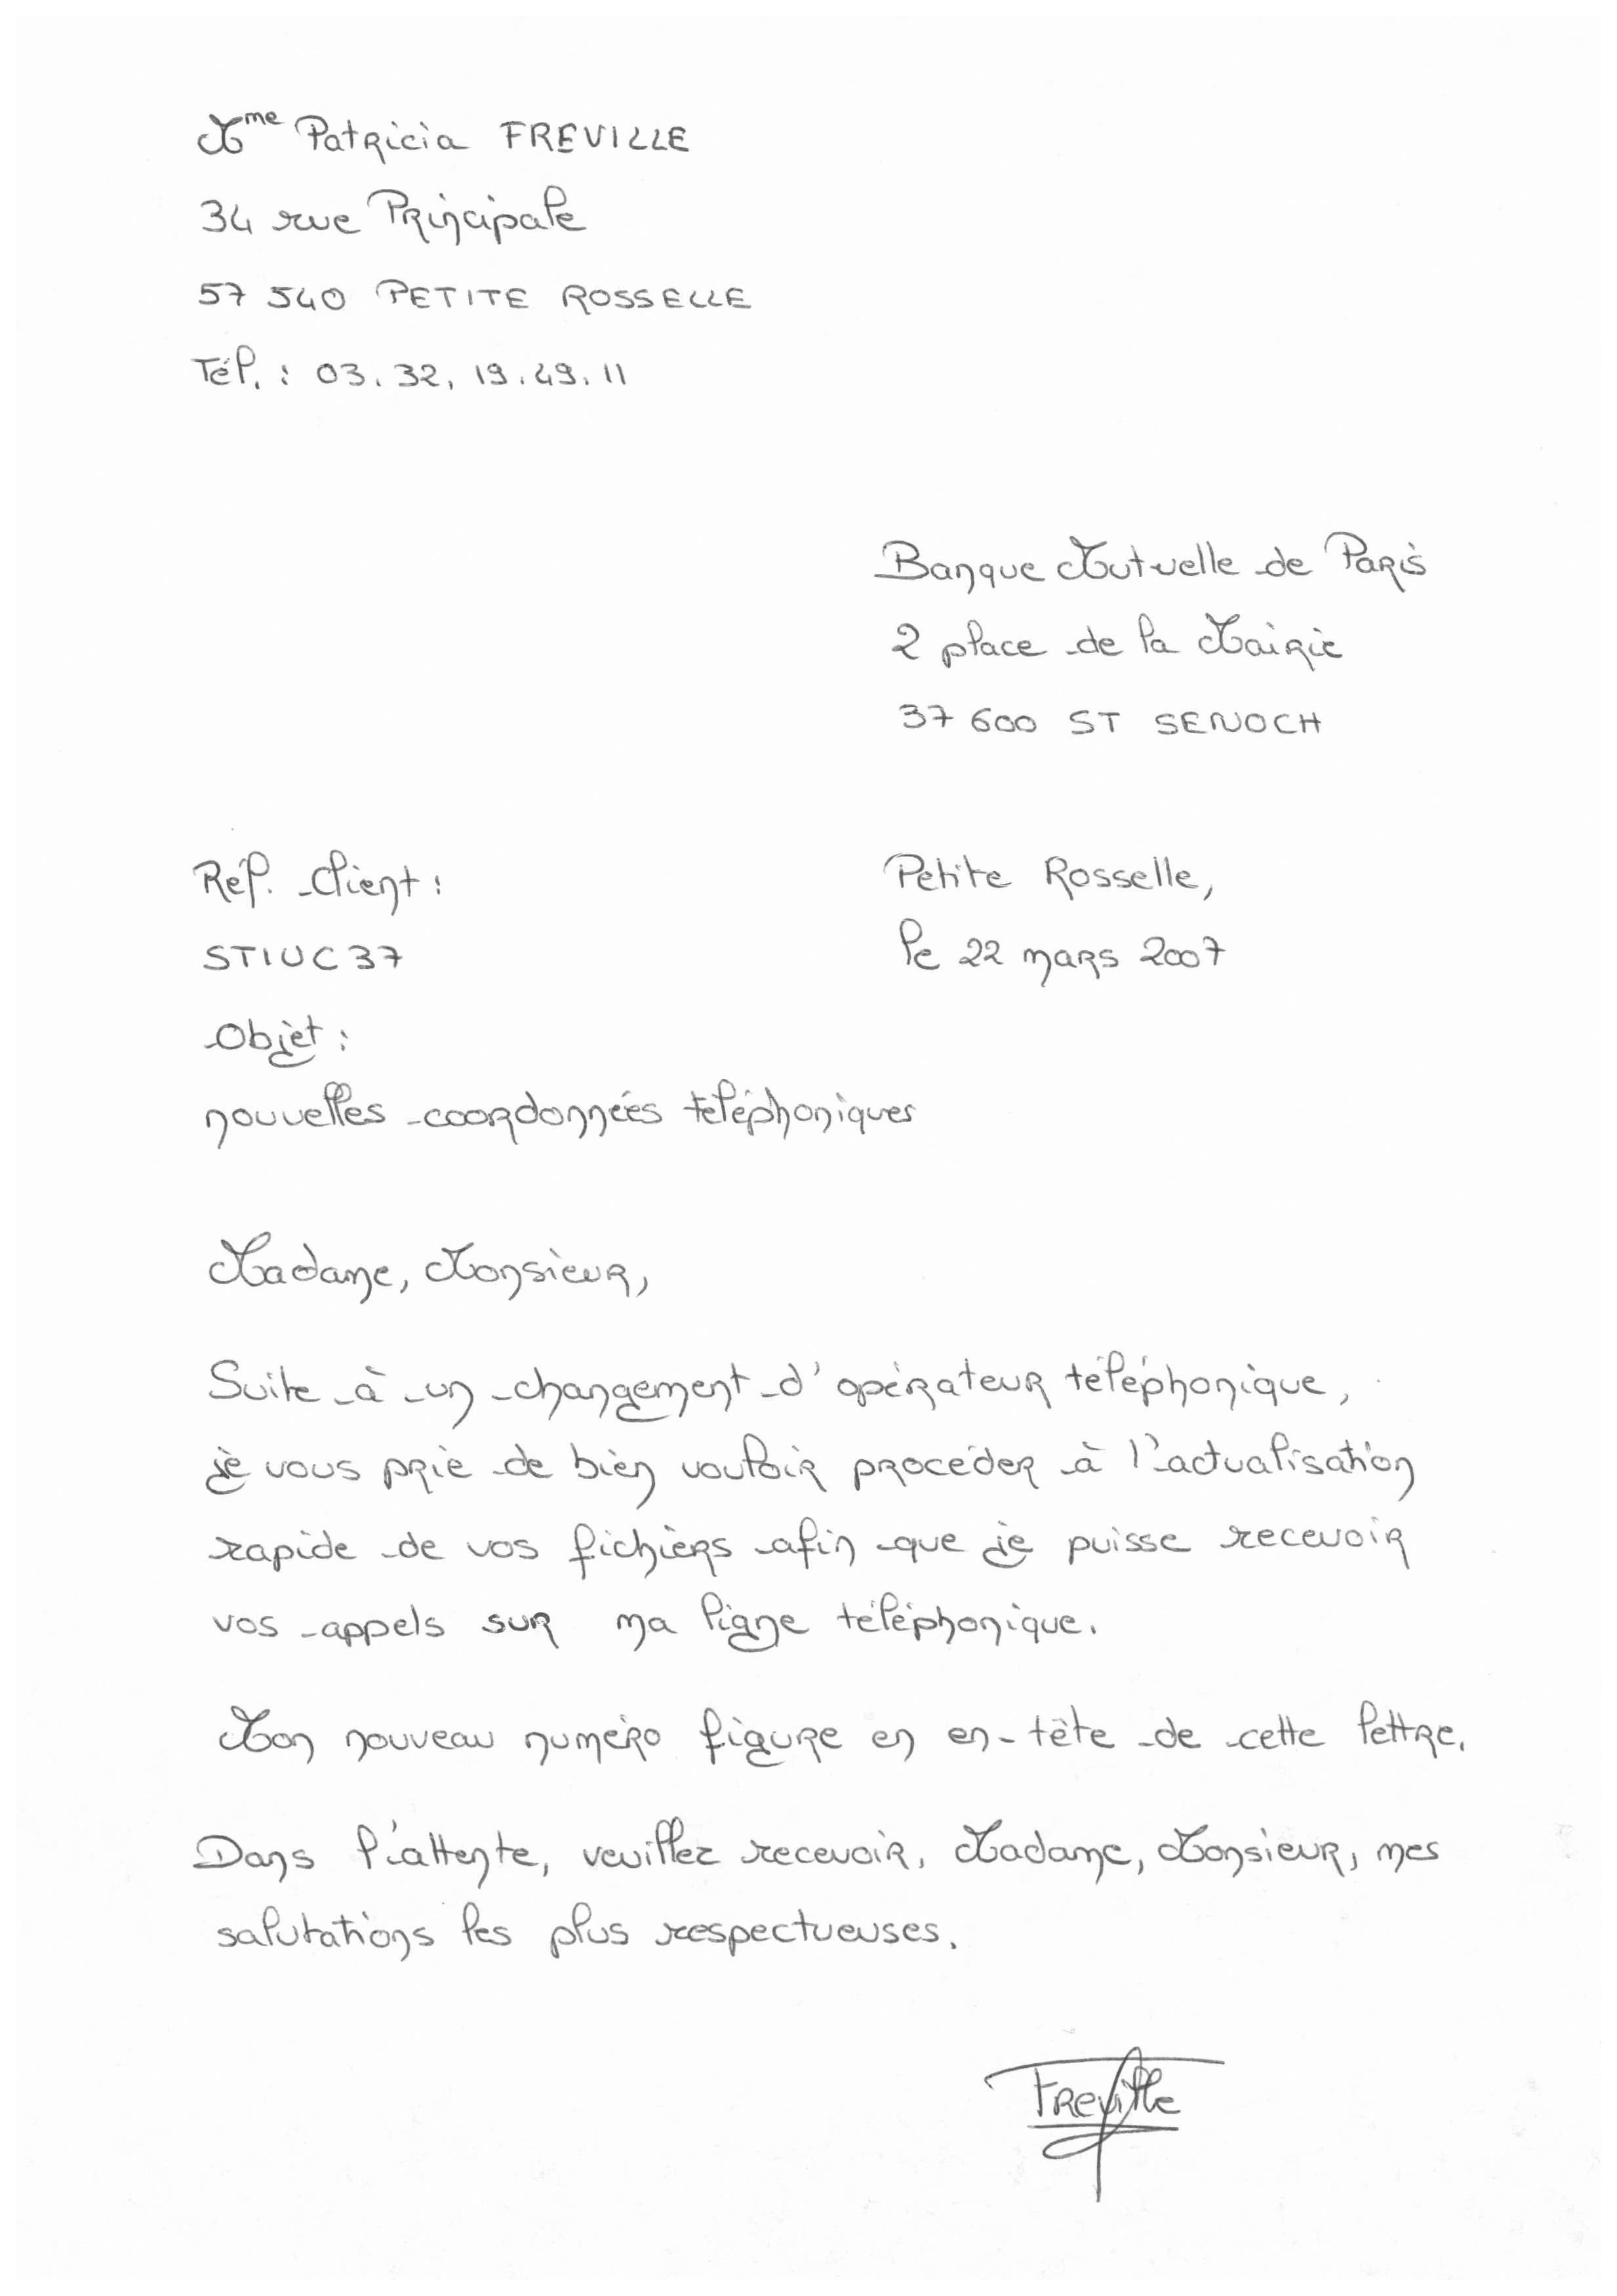 Mme Patricia FREVILLE
34 rue Principale
57 540 PETITE ROSSELLE
Tél. : 03. 32. 19. 49. 11
Banque Mutuelle de Paris
2 place de la Mairie
37 600 ST SENOCH
Réf. Client :
STIUC37
Petite Rosselle,
le 22 mars 2007
Objet :
nouvelles coordonnées téléphoniques
Madame, Monsieur,
Suite à un changement d'opérateur téléphonique,
je vous prie de bien vouloir procéder à l'actualisation
rapide de vos fichiers afin que je puisse recevoir
vos appels sur ma ligne téléphonique.
Mon nouveau numéro figure en en-tête de cette lettre.
Dans l'attente, veuillez recevoir, Madame, Monsieur, mes
salutations les plus respectueuses.
Freville